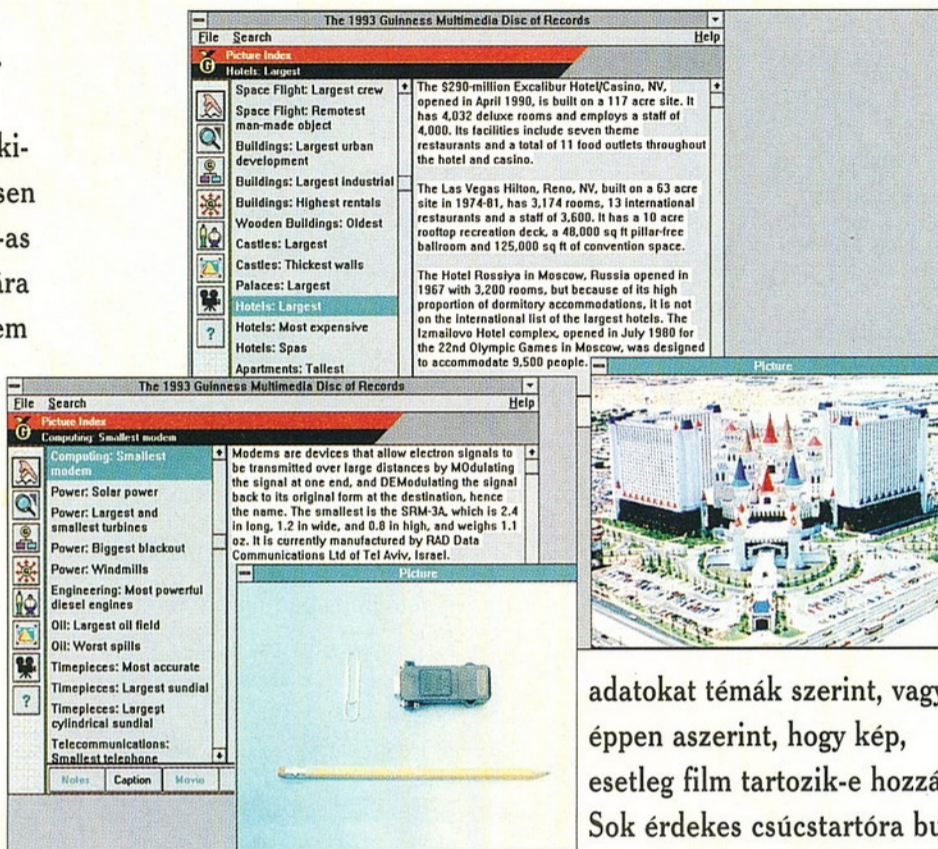 ki-
sen
-as
ára
em
The 1993 Guinness Multimedia Disc of Records
File Search Help
Picture Index
Hotels: Largest
Space Flight: Largest crew
Space Flight: Remotest
man-made object
Buildings: Largest urban
development
Buildings: Largest industrial
Buildings: Highest rentals
Wooden Buildings: Oldest
Castles: Largest
Castles: Thickest walls
Palaces: Largest
Hotels: Largest
Hotels: Most expensive
Hotels: Spas
Apartments: Tallest
The $290-million Excalibur Hotel/Casino, NV,
opened in April 1990, is built on a 117 acre site. It
has 4,032 deluxe rooms and employs a staff of
4,000. Its facilities include seven theme
restaurants and a total of 11 food outlets throughout
the hotel and casino.
The Las Vegas Hilton, Reno, NV, built on a 63 acre
site in 1974-81, has 3,174 rooms, 13 international
restaurants and a staff of 3,600. It has a 10 acre
rooftop recreation deck, a 48,000 sq ft pillar-free
ballroom and 125,000 sq ft of convention space.
The Hotel Rossiya in Moscow, Russia opened in
1967 with 3,200 rooms, but because of its high
proportion of dormitory accommodations, it is not
on the international list of the largest hotels. The
Izmailovo Hotel complex, opened in July 1980 for
the 22nd Olympic Games in Moscow, was designed
to accommodate 9,500 people.
Picture
The 1993 Guinness Multimedia Disc of Records
File Search Help
Picture Index
Computing: Smallest modem
Computing: Smallest
modem
Power: Solar power
Power: Largest and
smallest turbines
Power: Biggest blackout
Power: Windmills
Engineering: Most powerful
diesel engines
Oil: Largest oil field
Oil: Worst spills
Timepieces: Most accurate
Timepieces: Largest sundial
Timepieces: Largest
cylindrical sundial
Telecommunications:
Smallest telephone
Modems are devices that allow electron signals to
be transmitted over large distances by MOdulating
the signal at one end, and DEModulating the signal
back to its original form at the destination, hence
the name. The smallest is the SRM-3A, which is 2.4
in long, 1.2 in wide, and 0.8 in high, and weighs 1.1
oz. It is currently manufactured by RAD Data
Communications Ltd of Tel Aviv, Israel.
Notes Caption Movie
Picture
adatokat témák szerint, vagy
éppen aszerint, hogy kép,
esetleg film tartozik-e hozzá
Sok érdekes csúcstartóra bu